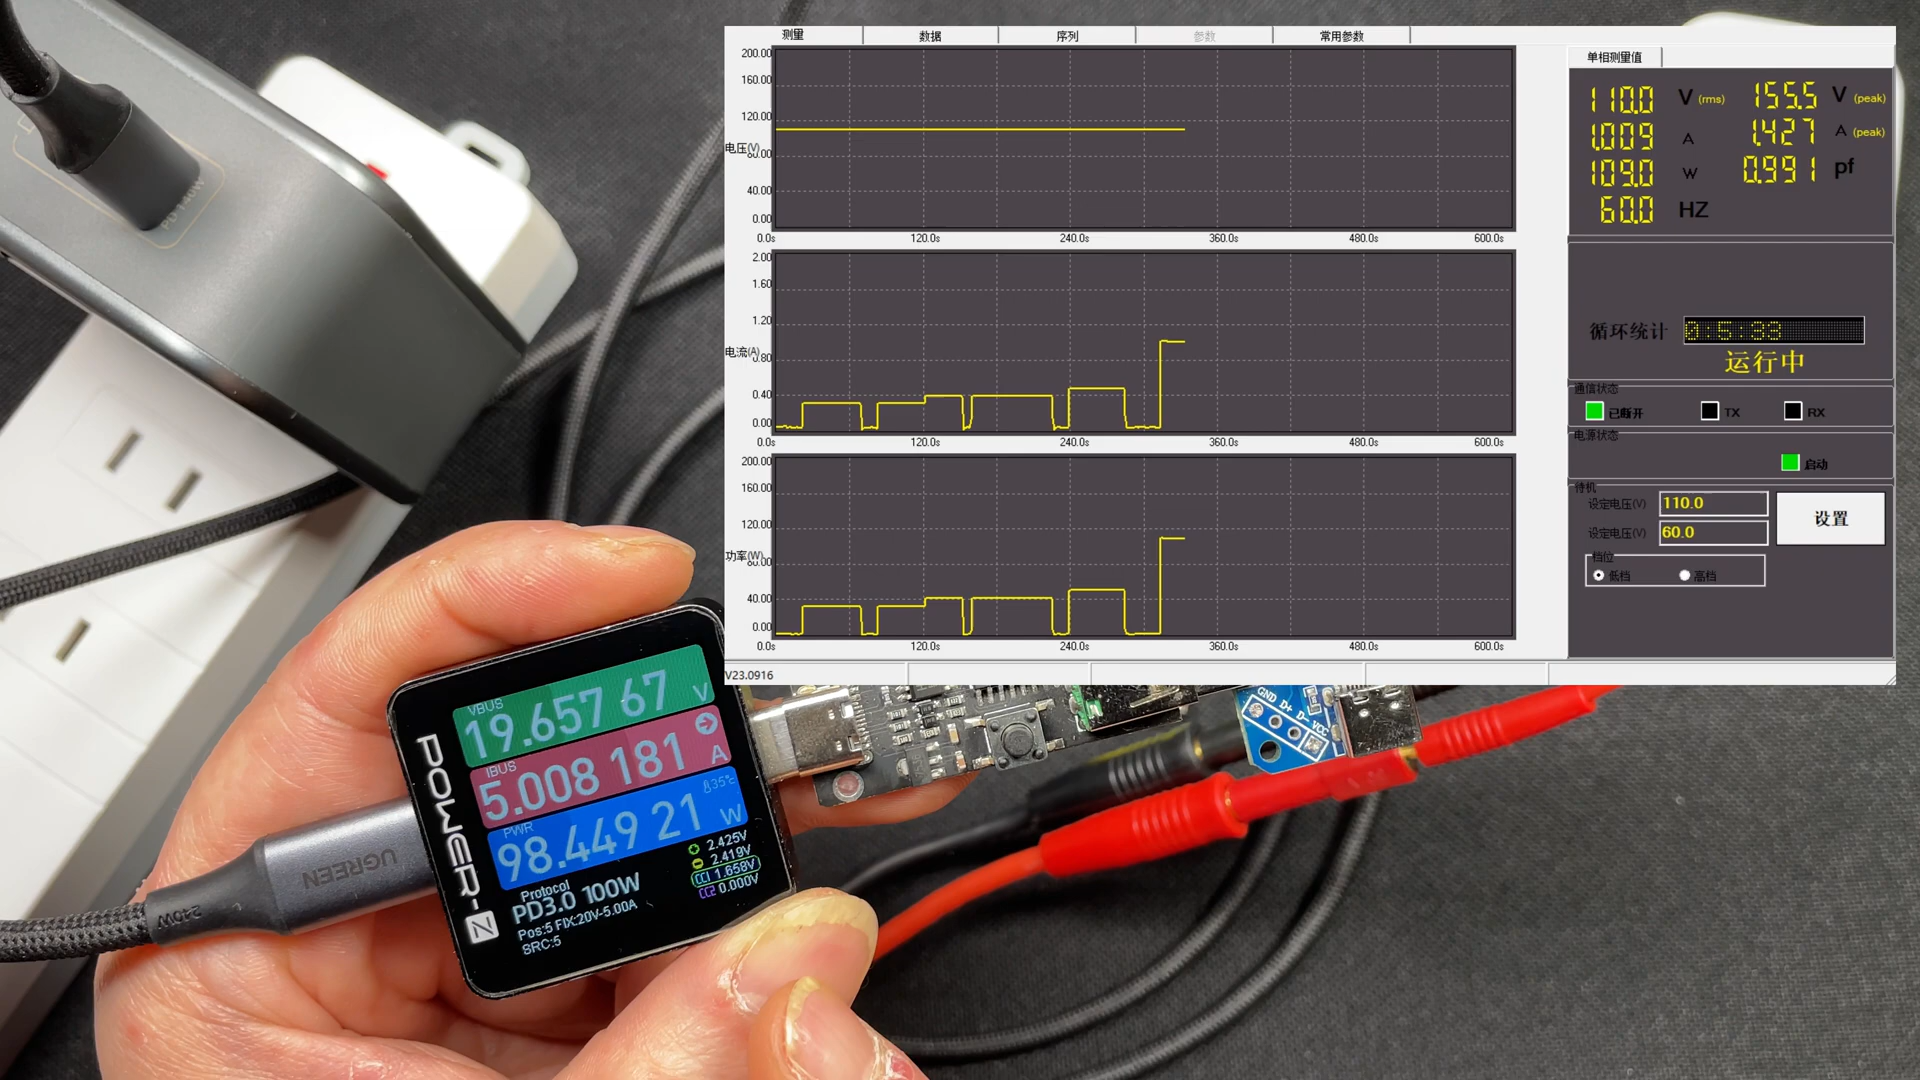 测量 数据 序列 参数 常用参数
200.00
160.00
120.00
电压(V)
40.00
0.00
0.0s 120.0s 240.0s 360.0s 480.0s 600.0s
2.00
1.60
1.20
电流(A)
0.80
0.40
0.00
0.0s 120.0s 240.0s 360.0s 480.0s 600.0s
200.00
160.00
120.00
功率(W)
40.00
0.00
0.0s 120.0s 240.0s 360.0s 480.0s 600.0s
V23.0916
单相测量值
110.0 V (rms) 155.5 V (peak)
1.009 A 1.427 A (peak)
109.0 W 0.991 pf
60.0 HZ
循环统计 0:5:33
运行中
通信状态
已断开 TX RX
电源状态
启动
待机
设定电压(V) 110.0
设定电压(V) 60.0
设置
档位
低档 高档
POWER-Z
VBUS
19.657 67 V
IBUS
5.008 181 A
35℃
PWR
98.449 21 W
Protocol
PD3.0 100W
Pos:5 FIX:20V-5.00A
SRC:5
2.425V
2.419V
CC1 1.658V
CC2 0.000V
UGREEN
240W
GND D+ D- VCC